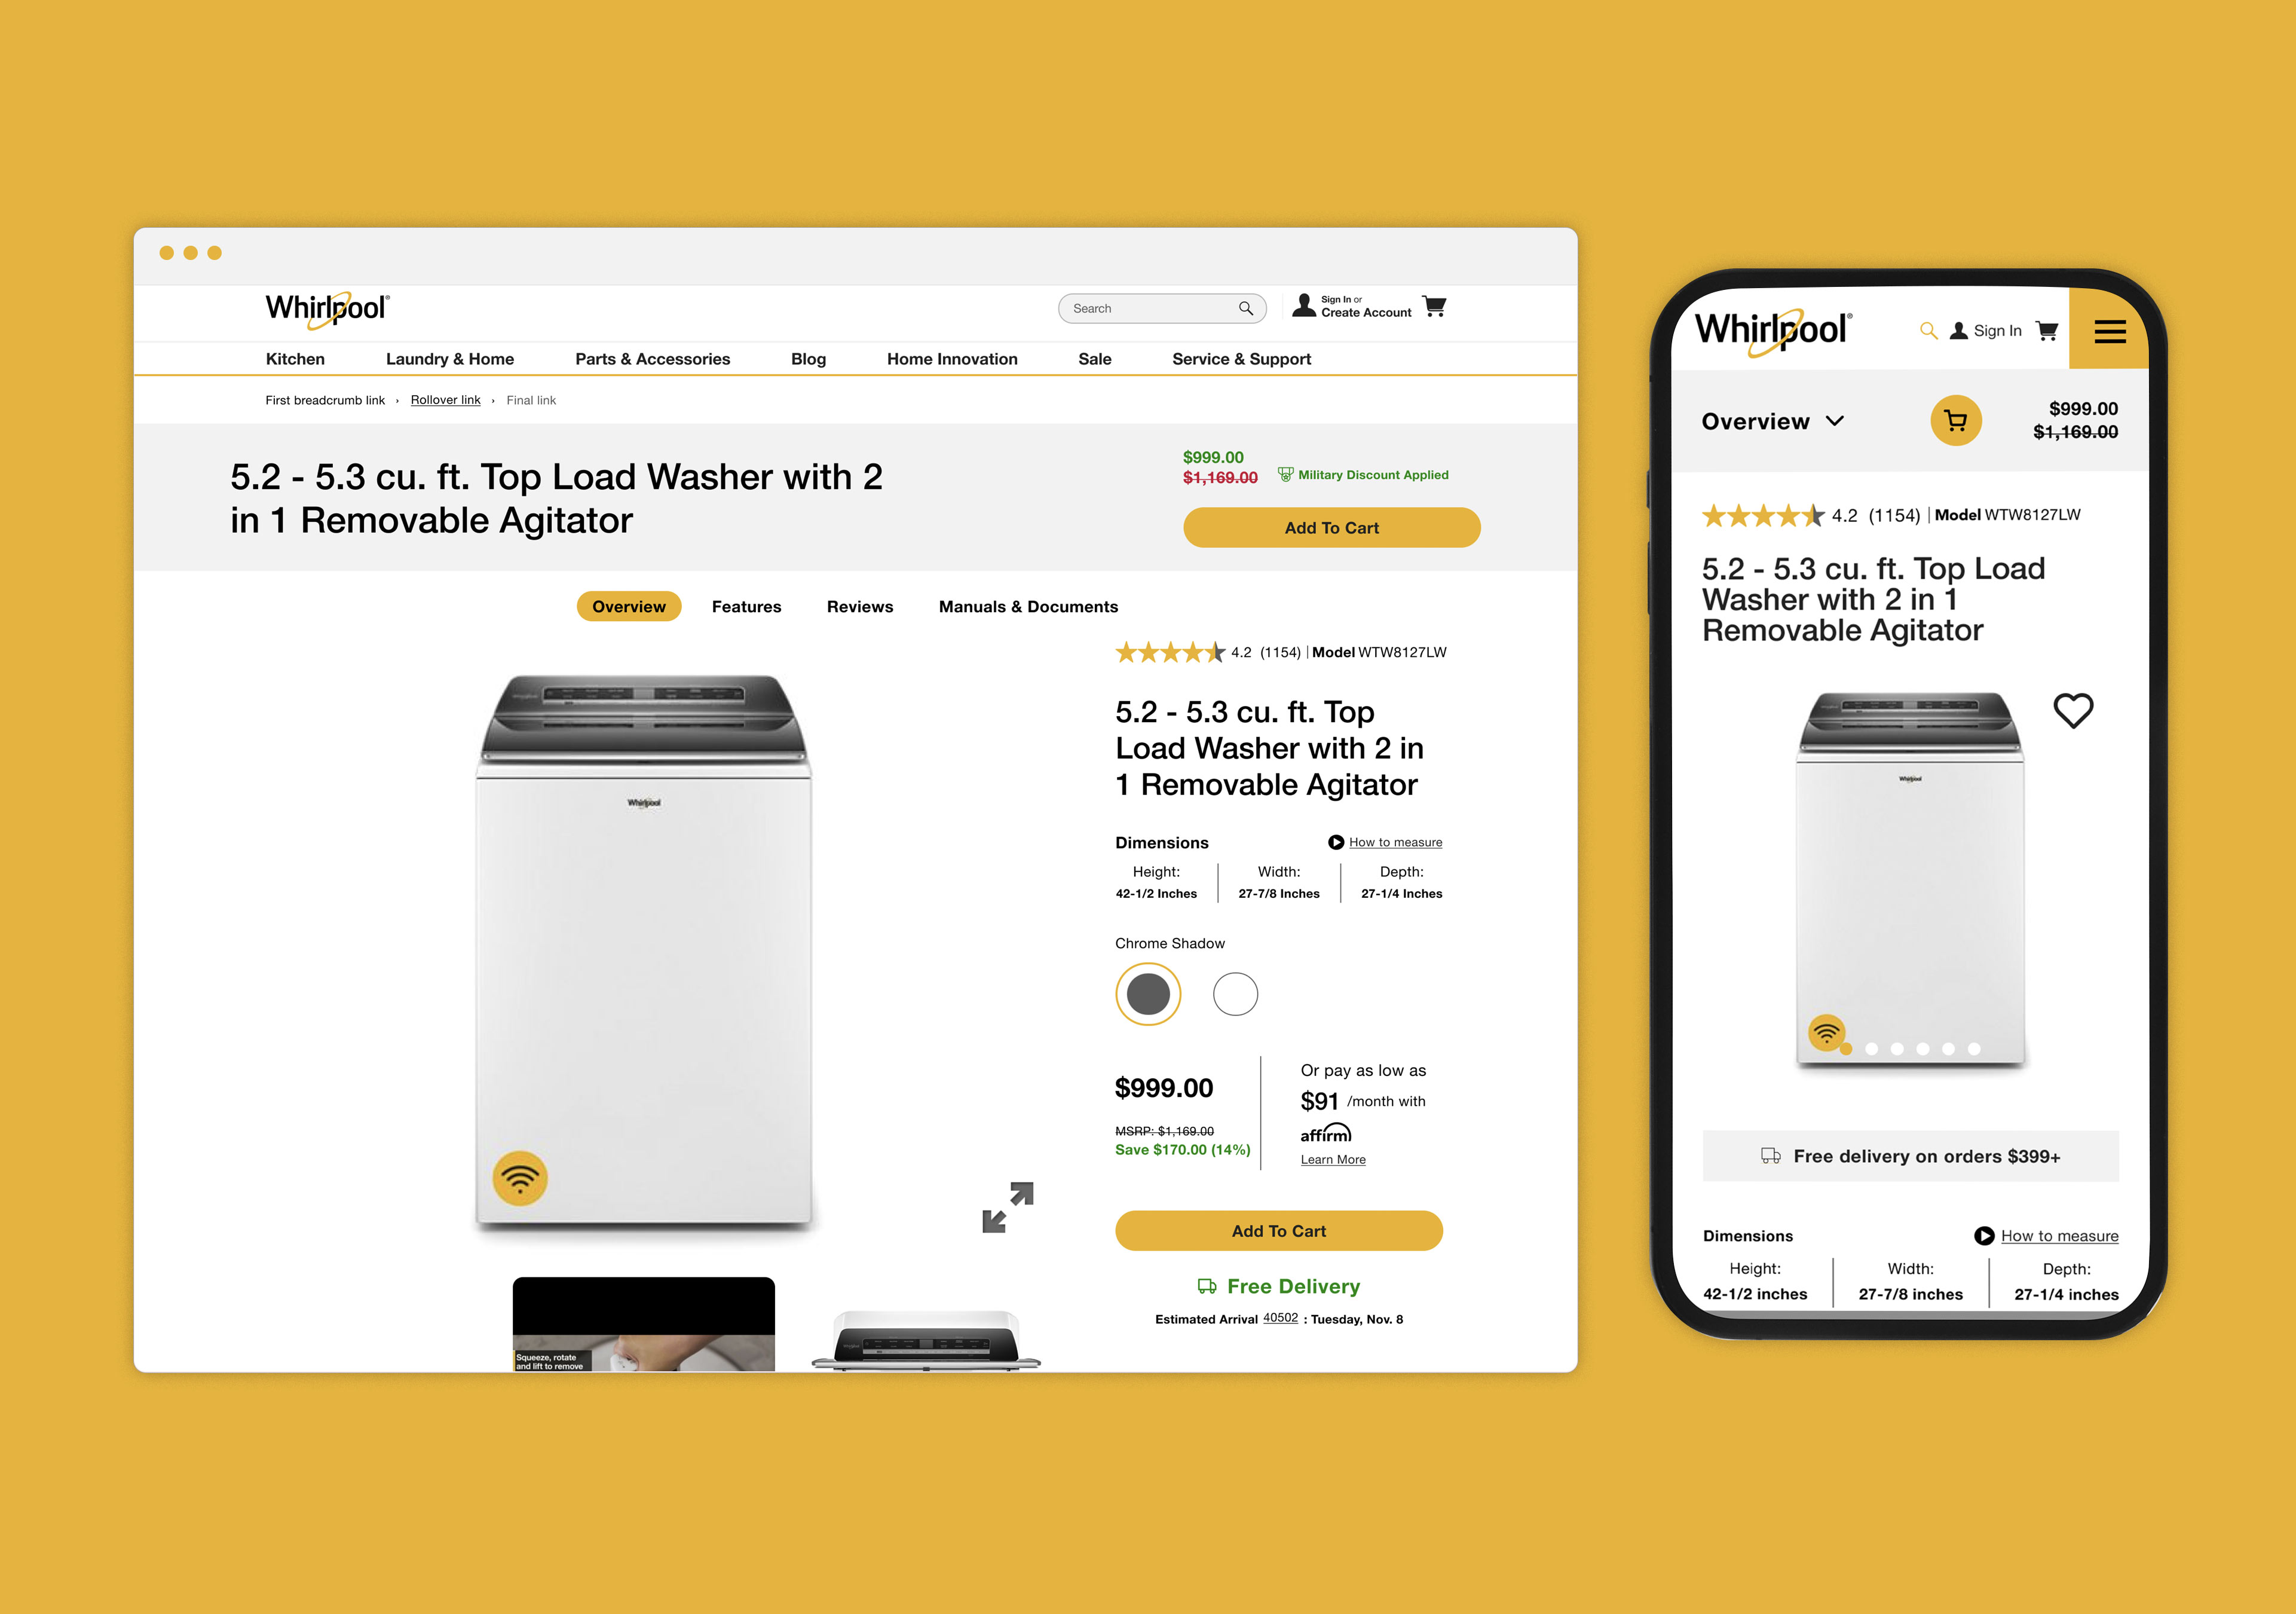 Whirlpool®
Search
Sign In or
Create Account
Kitchen Laundry & Home Parts & Accessories Blog Home Innovation Sale Service & Support
First breadcrumb link › Rollover link › Final link
5.2 - 5.3 cu. ft. Top Load Washer with 2
in 1 Removable Agitator
$999.00
$1,169.00 Military Discount Applied
Add To Cart
Overview Features Reviews Manuals & Documents
Whirlpool
Squeeze, rotate
and lift to remove
4.2 (1154) | Model WTW8127LW
5.2 - 5.3 cu. ft. Top
Load Washer with 2 in
1 Removable Agitator
Dimensions How to measure
Height: Width: Depth:
42-1/2 Inches 27-7/8 Inches 27-1/4 Inches
Chrome Shadow
$999.00
MSRP: $1,169.00
Save $170.00 (14%)
Or pay as low as
$91 /month with
affirm
Learn More
Add To Cart
Free Delivery
Estimated Arrival 40502 : Tuesday, Nov. 8
Whirlpool®
Sign In
Overview
$999.00
$1,169.00
4.2 (1154) | Model WTW8127LW
5.2 - 5.3 cu. ft. Top Load
Washer with 2 in 1
Removable Agitator
Whirlpool
Free delivery on orders $399+
Dimensions How to measure
Height: Width: Depth:
42-1/2 inches 27-7/8 inches 27-1/4 inches